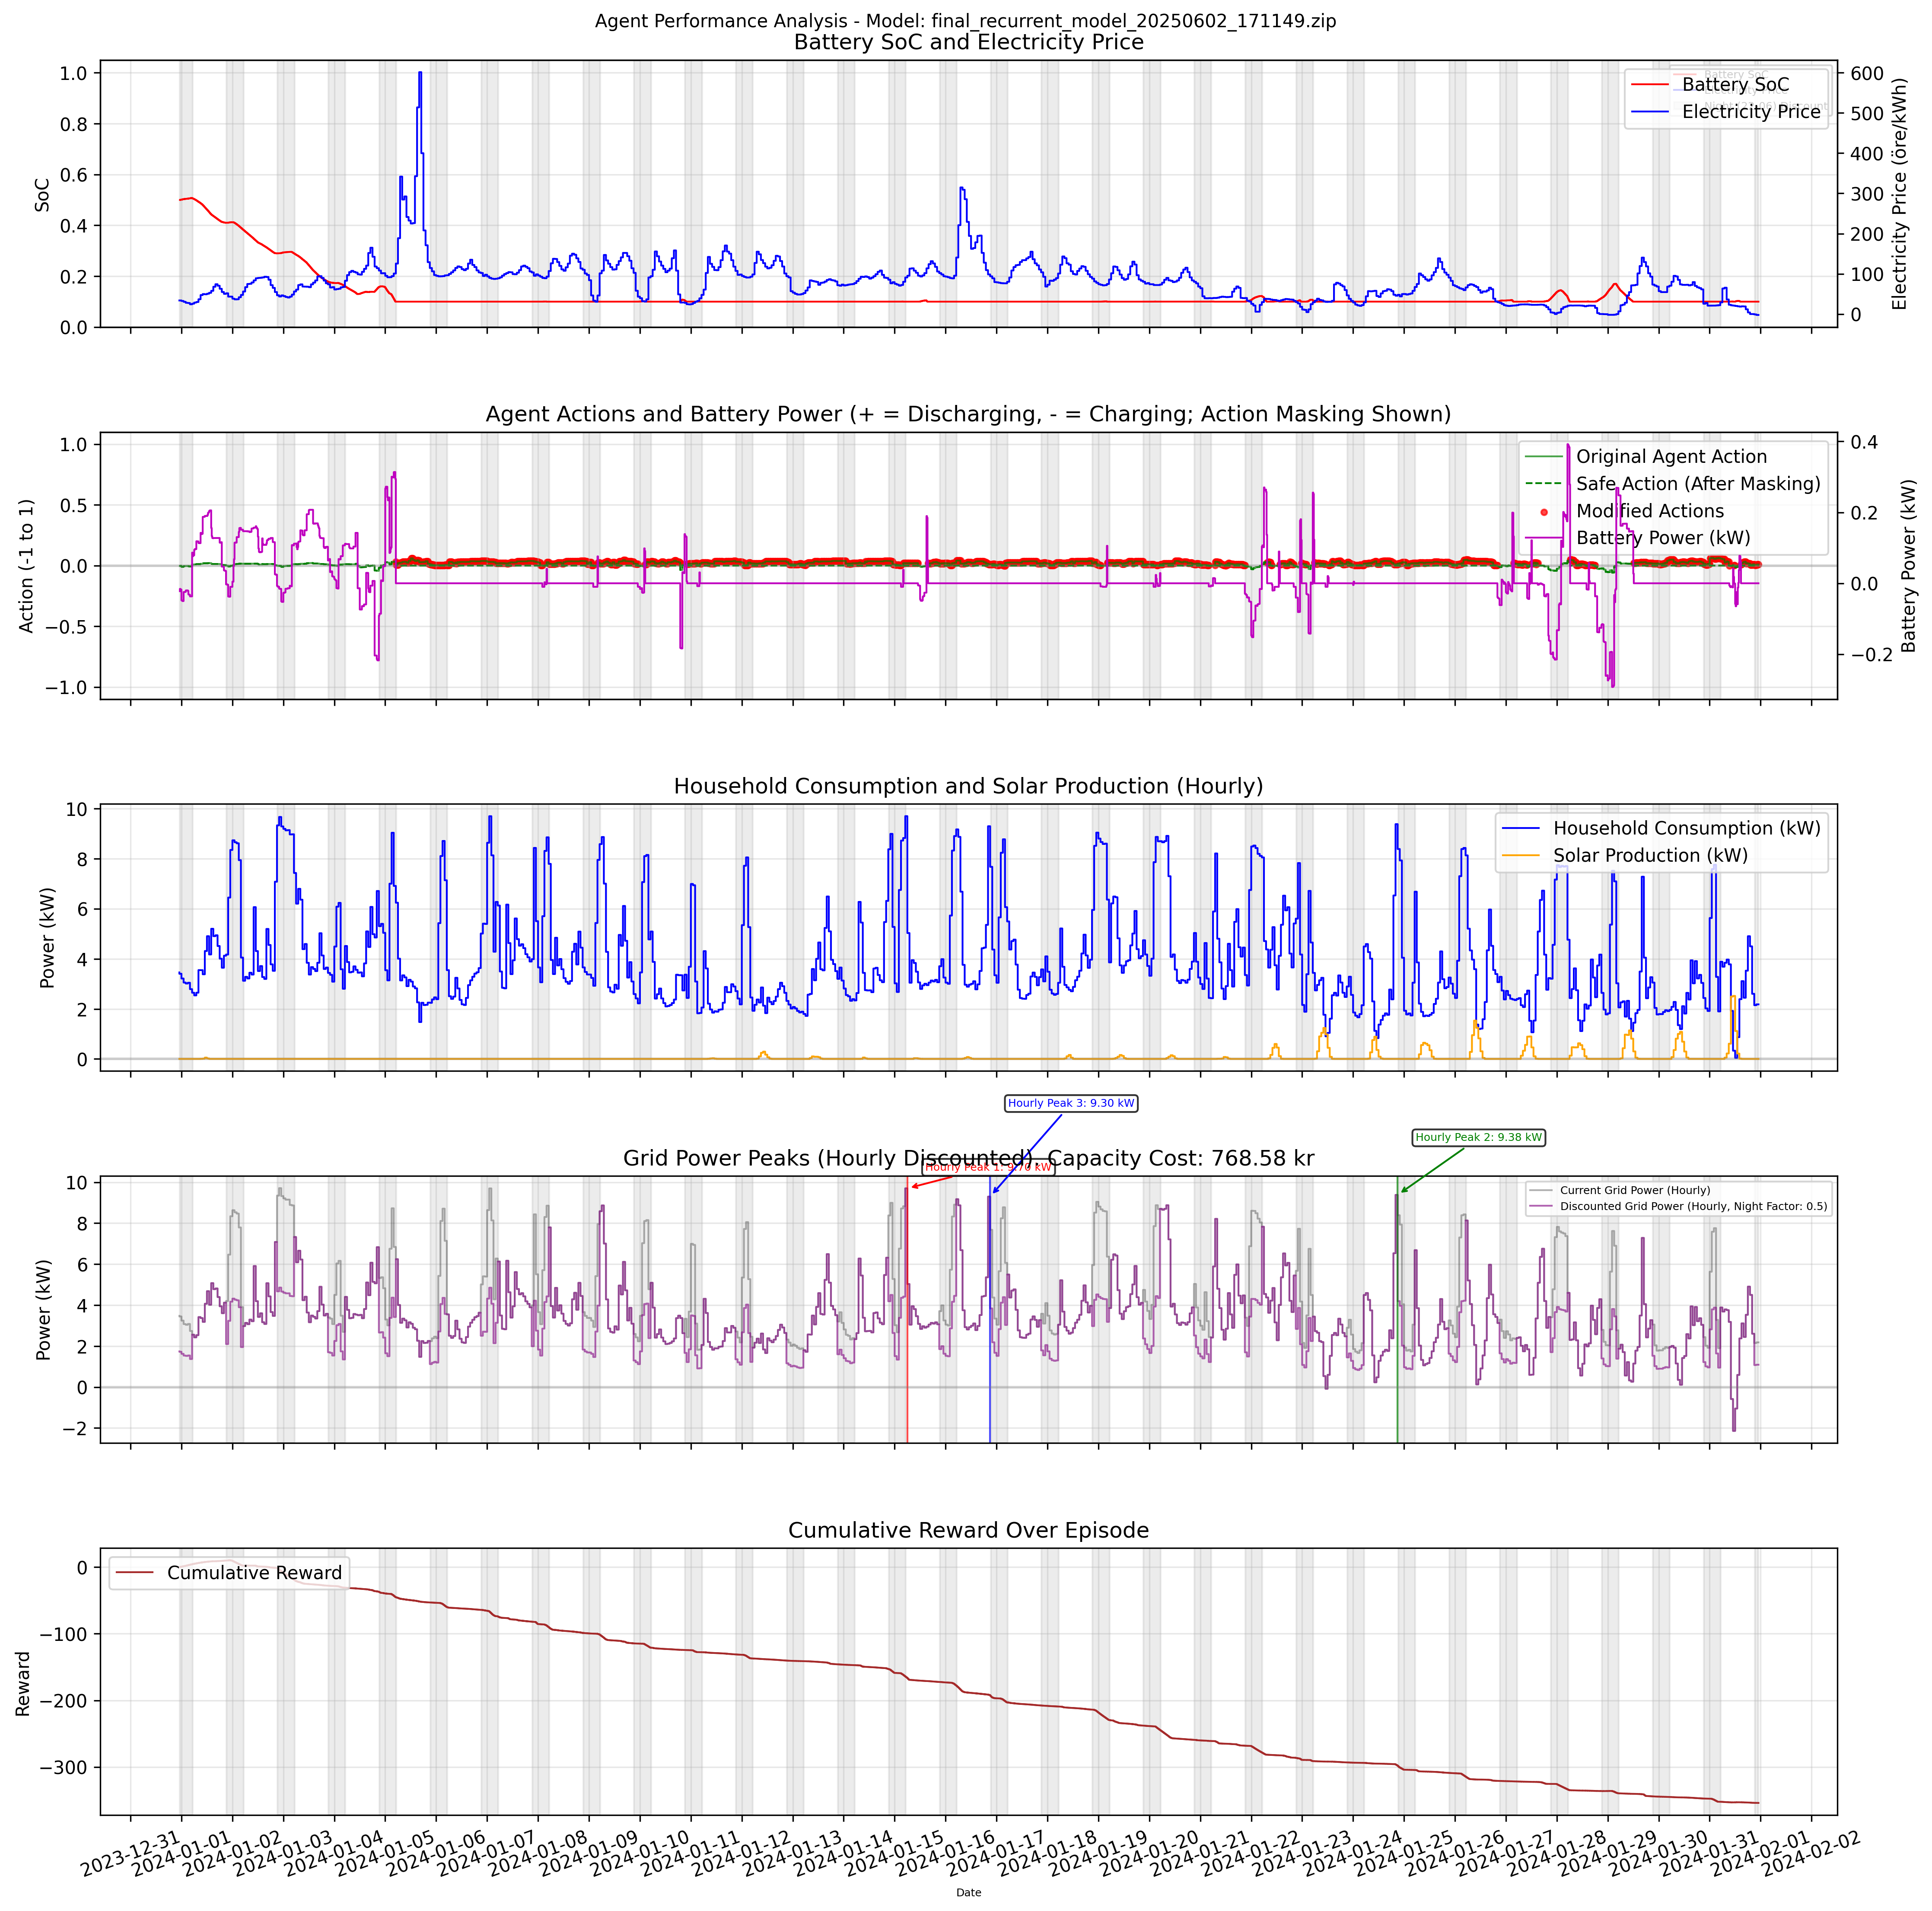 Agent Performance Analysis - Model: final_recurrent_model_20250602_171149.zip
Battery SoC and Electricity Price
1.0
0.8
0.6
0.4
0.2
0.0
SoC
600
500
400
300
200
100
0
Electricity Price (öre/kWh)
Battery SoC
Electricity Price
Agent Actions and Battery Power (+ = Discharging, - = Charging; Action Masking Shown)
1.0
0.5
0.0
−0.5
−1.0
Action (-1 to 1)
0.4
0.2
0.0
−0.2
Battery Power (kW)
Original Agent Action
Safe Action (After Masking)
Modified Actions
Battery Power (kW)
Household Consumption and Solar Production (Hourly)
10
8
6
4
2
0
Power (kW)
Household Consumption (kW)
Solar Production (kW)
Hourly Peak 3: 9.30 kW
Hourly Peak 2: 9.38 kW
Grid Power Peaks (Hourly Discounted), Capacity Cost: 768.58 kr
Hourly Peak 1: 9.70 kW
10
8
6
4
2
0
−2
Power (kW)
Current Grid Power (Hourly)
Discounted Grid Power (Hourly, Night Factor: 0.5)
Cumulative Reward Over Episode
0
−100
−200
−300
Reward
Cumulative Reward
2023-12-31
2024-01-01
2024-01-02
2024-01-03
2024-01-04
2024-01-05
2024-01-06
2024-01-07
2024-01-08
2024-01-09
2024-01-10
2024-01-11
2024-01-12
2024-01-13
2024-01-14
2024-01-15
2024-01-16
2024-01-17
2024-01-18
2024-01-19
2024-01-20
2024-01-21
2024-01-22
2024-01-23
2024-01-24
2024-01-25
2024-01-26
2024-01-27
2024-01-28
2024-01-29
2024-01-30
2024-01-31
2024-02-01
2024-02-02
Date